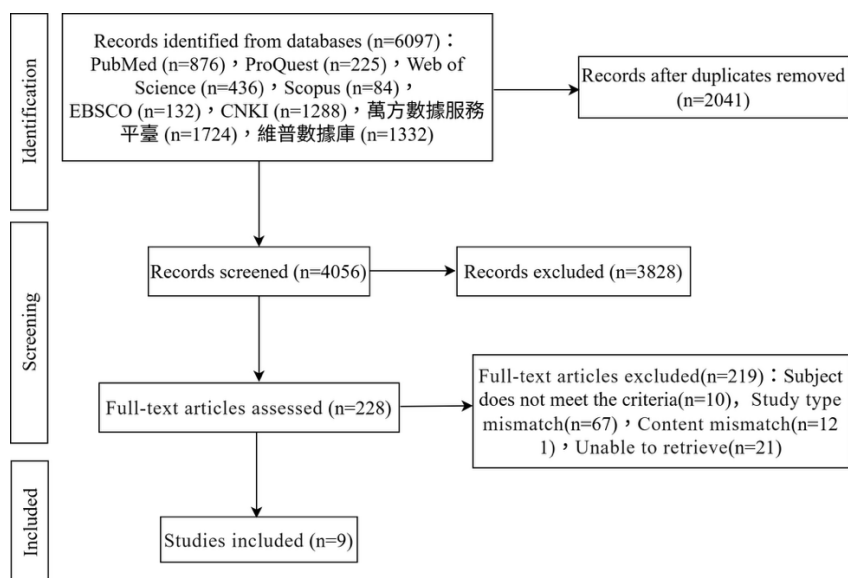 Identification
Records identified from databases (n=6097)：
PubMed (n=876)，ProQuest (n=225)，Web of
Science (n=436)，Scopus (n=84)，
EBSCO (n=132)，CNKI (n=1288)，萬方數據服務
平臺 (n=1724)，維普數據庫 (n=1332)
Records after duplicates removed
(n=2041)
Screening
Records screened (n=4056)
Records excluded (n=3828)
Full-text articles assessed (n=228)
Full-text articles excluded(n=219)：Subject
does not meet the criteria(n=10)，Study type
mismatch(n=67)，Content mismatch(n=12
1)，Unable to retrieve(n=21)
Included
Studies included (n=9)